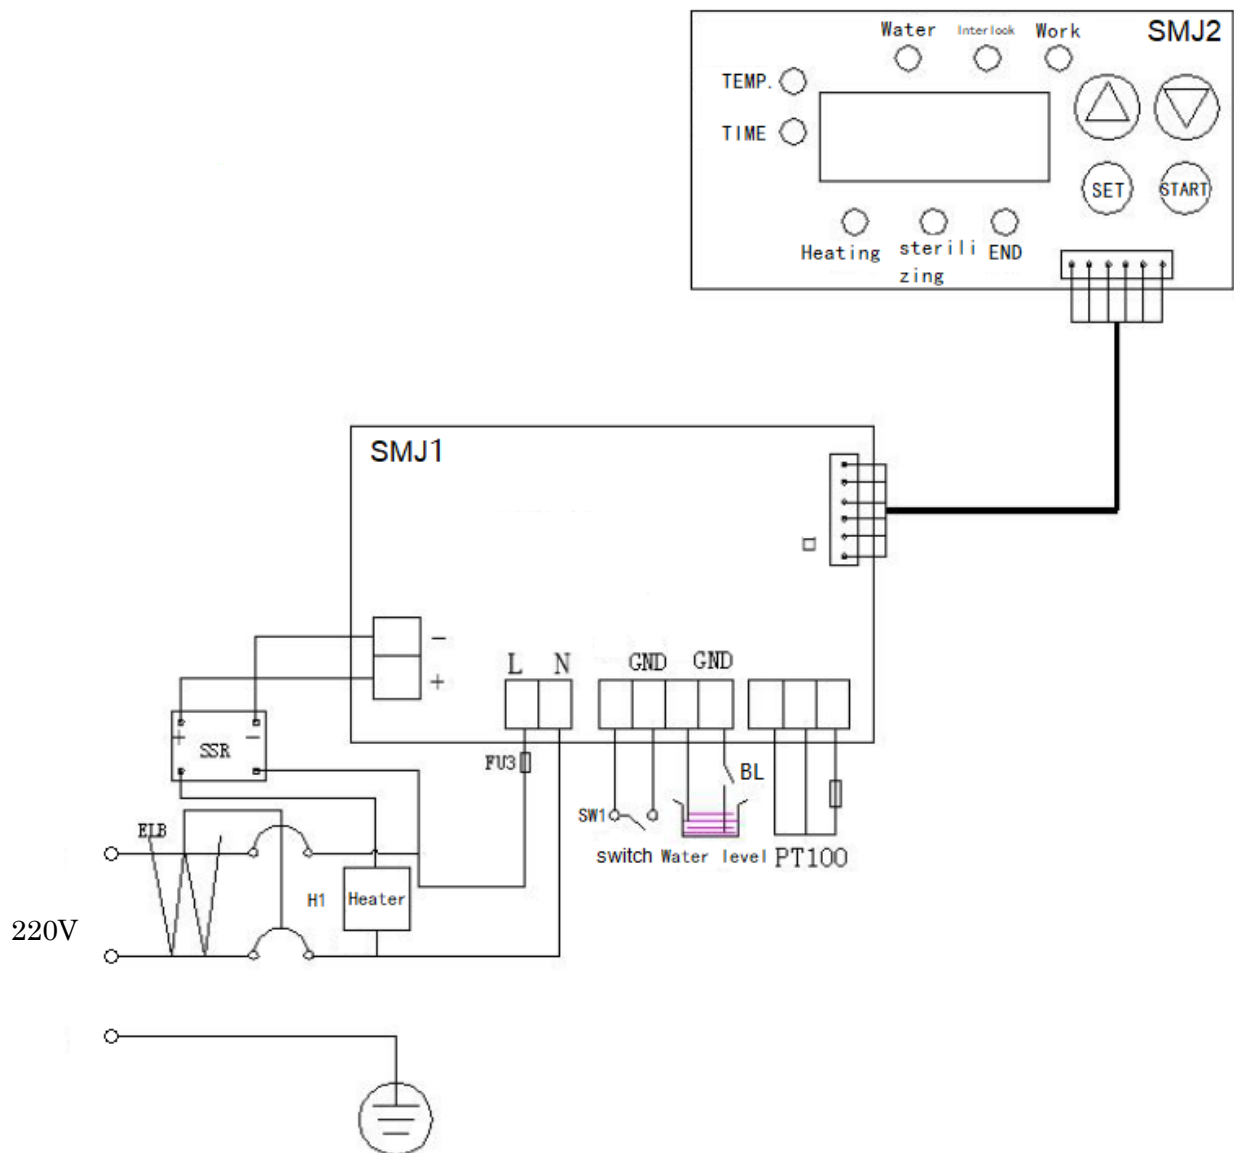 SMJ2
Water Interlook Work
TEMP.
TIME
SET START
Heating sterili END
zing
SMJ1
-
+
L N GND GND
+ -
SSR
FU3
BL
SW1
switch Water level PT100
ELB
H1 Heater
220V